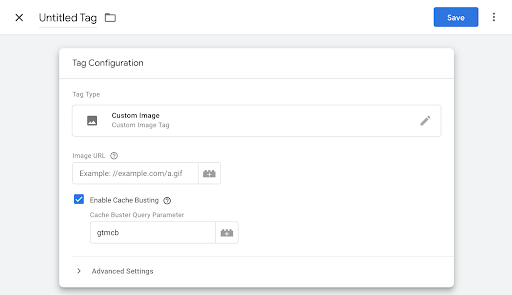 Untitled Tag
Save
Tag Configuration
Tag Type
Custom Image
Custom Image Tag
Image URL
Example: //example.com/a.gif
Enable Cache Busting
Cache Buster Query Parameter
gtmcb
Advanced Settings